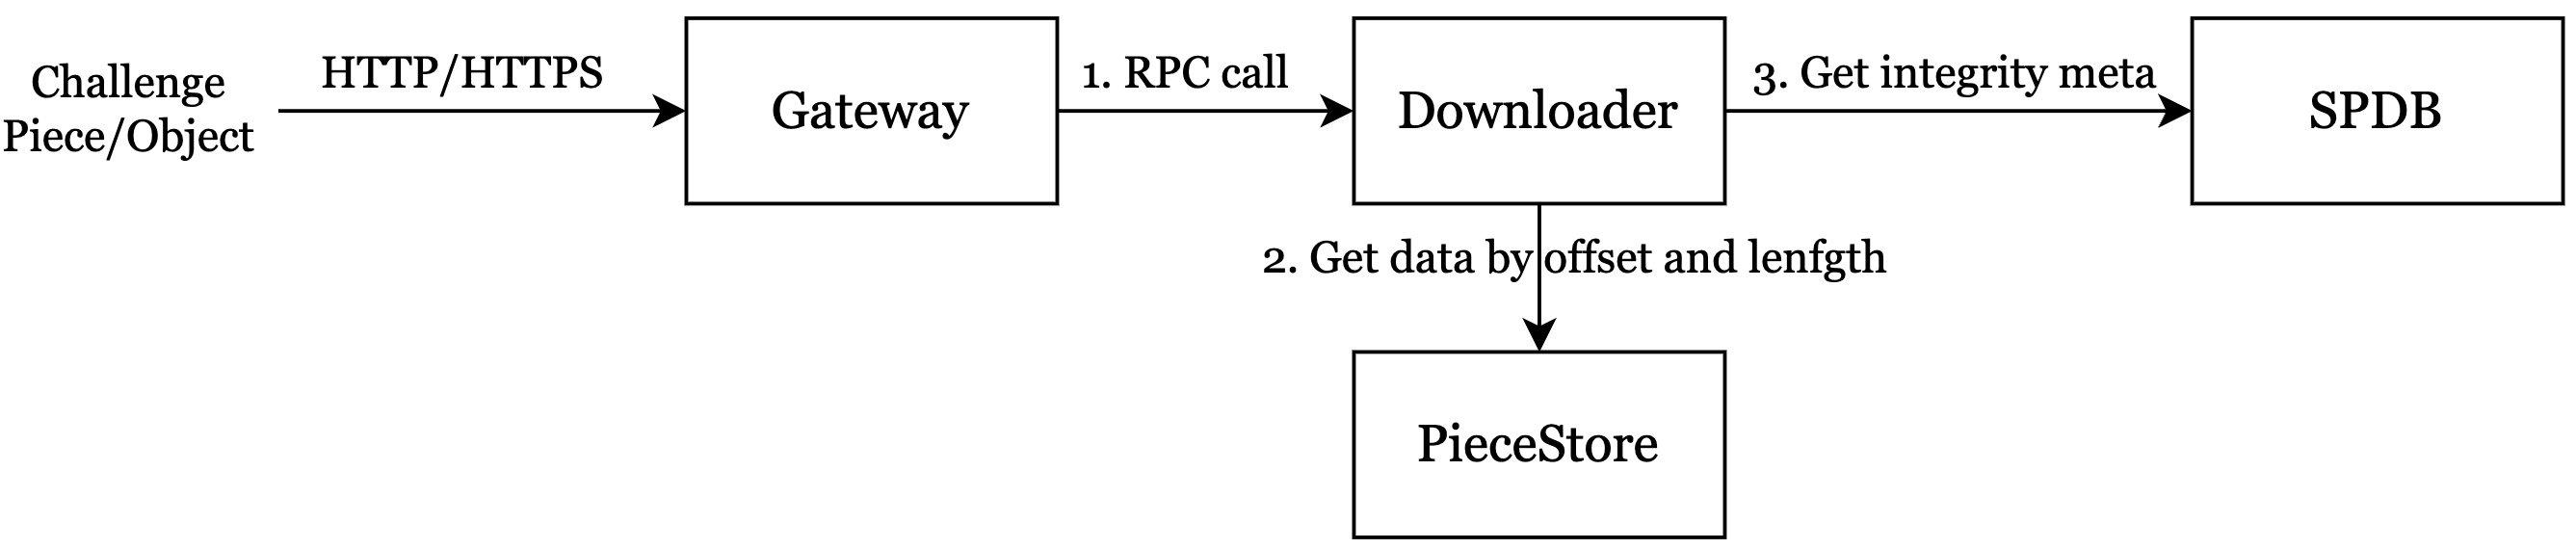 Challenge
Piece/Object
HTTP/HTTPS
Gateway
1. RPC call
Downloader
3. Get integrity meta
SPDB
2. Get data by offset and lenfgth
PieceStore